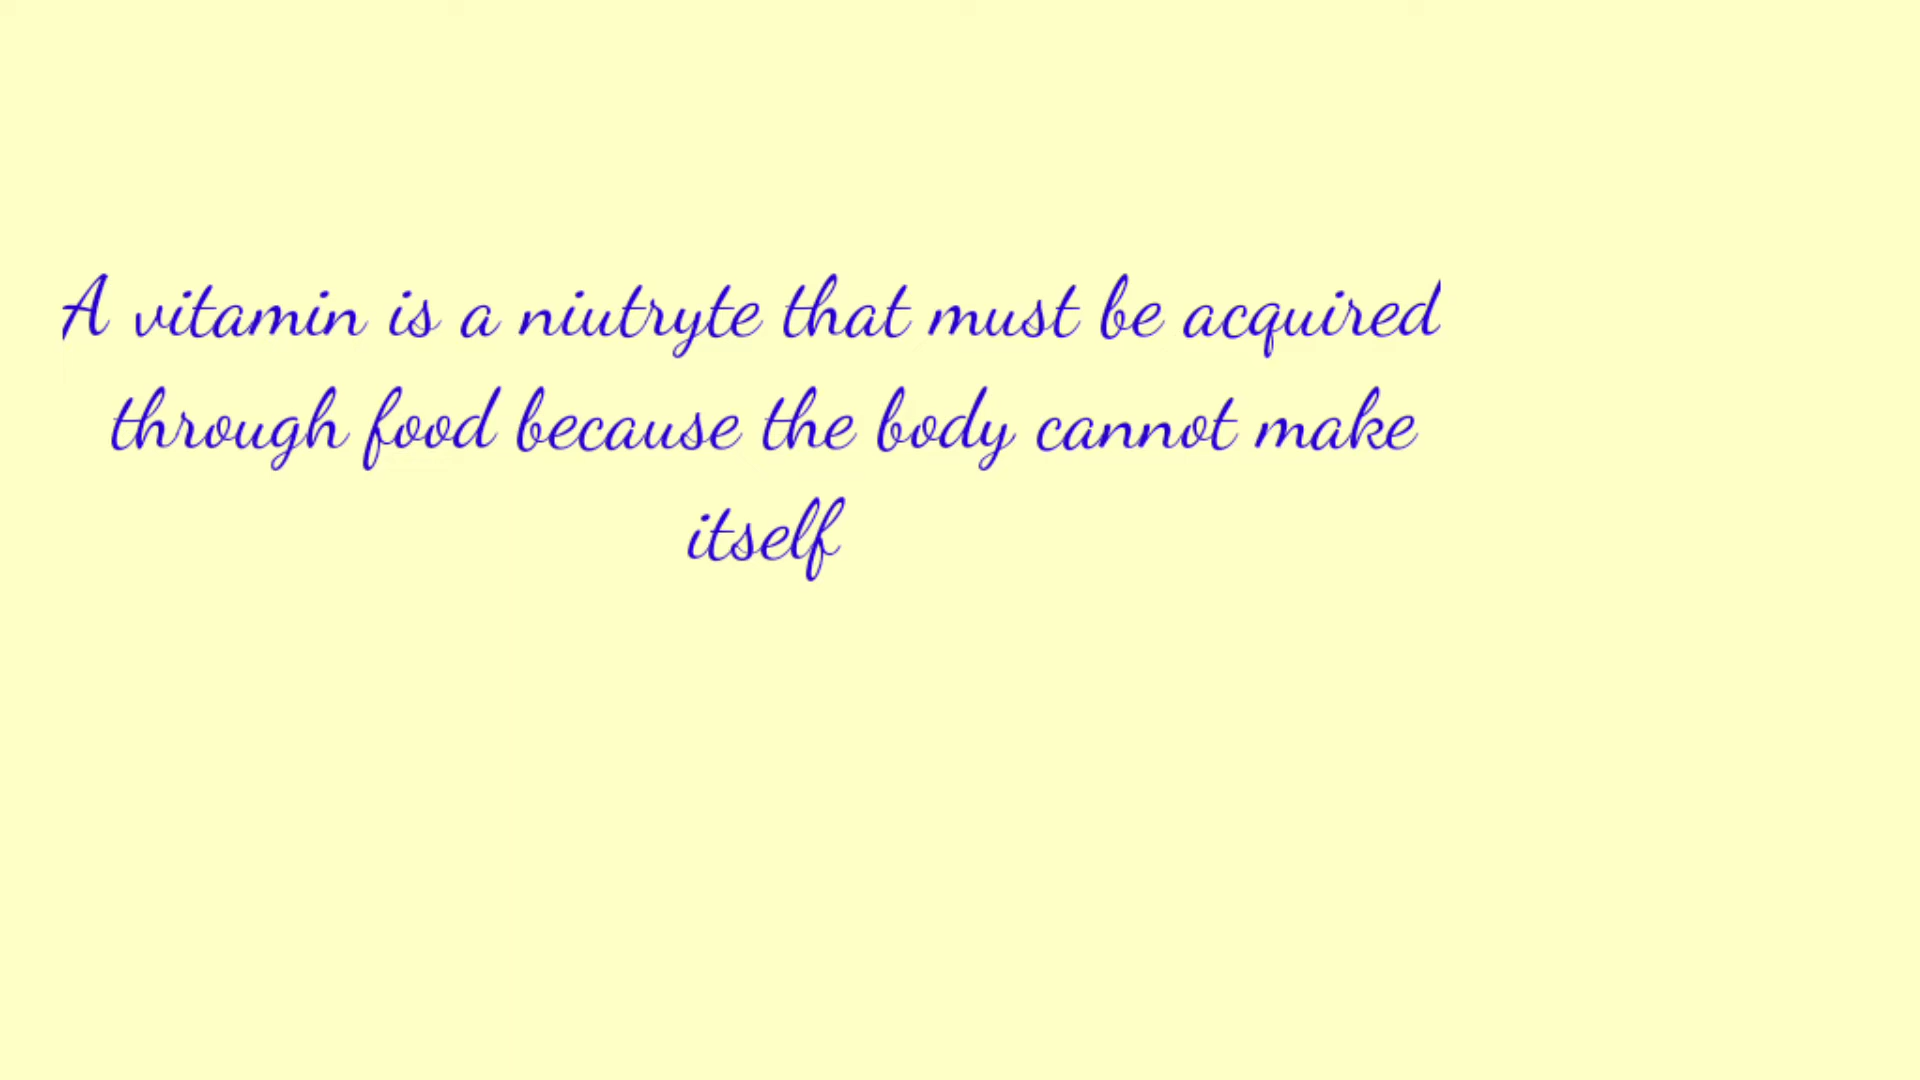 A vitamin is a niutryte that must be acquired
through food because the body cannot make
itself